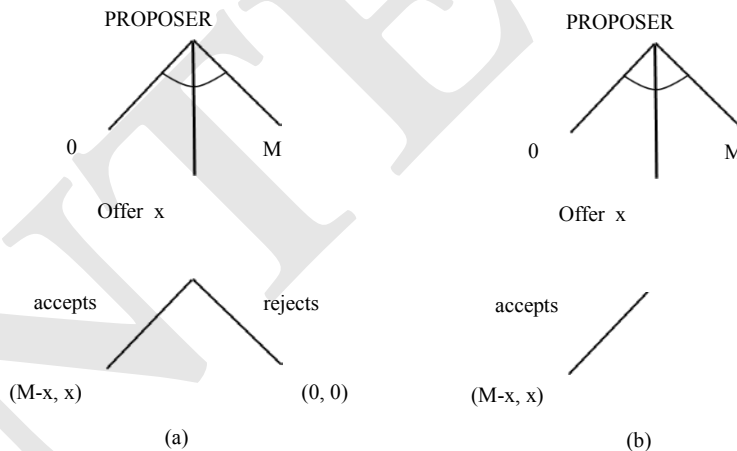 PROPOSER
0
M
Offer x
accepts
rejects
(M-x, x)
(0, 0)
(a)
PROPOSER
0
M
Offer x
accepts
(M-x, x)
(b)